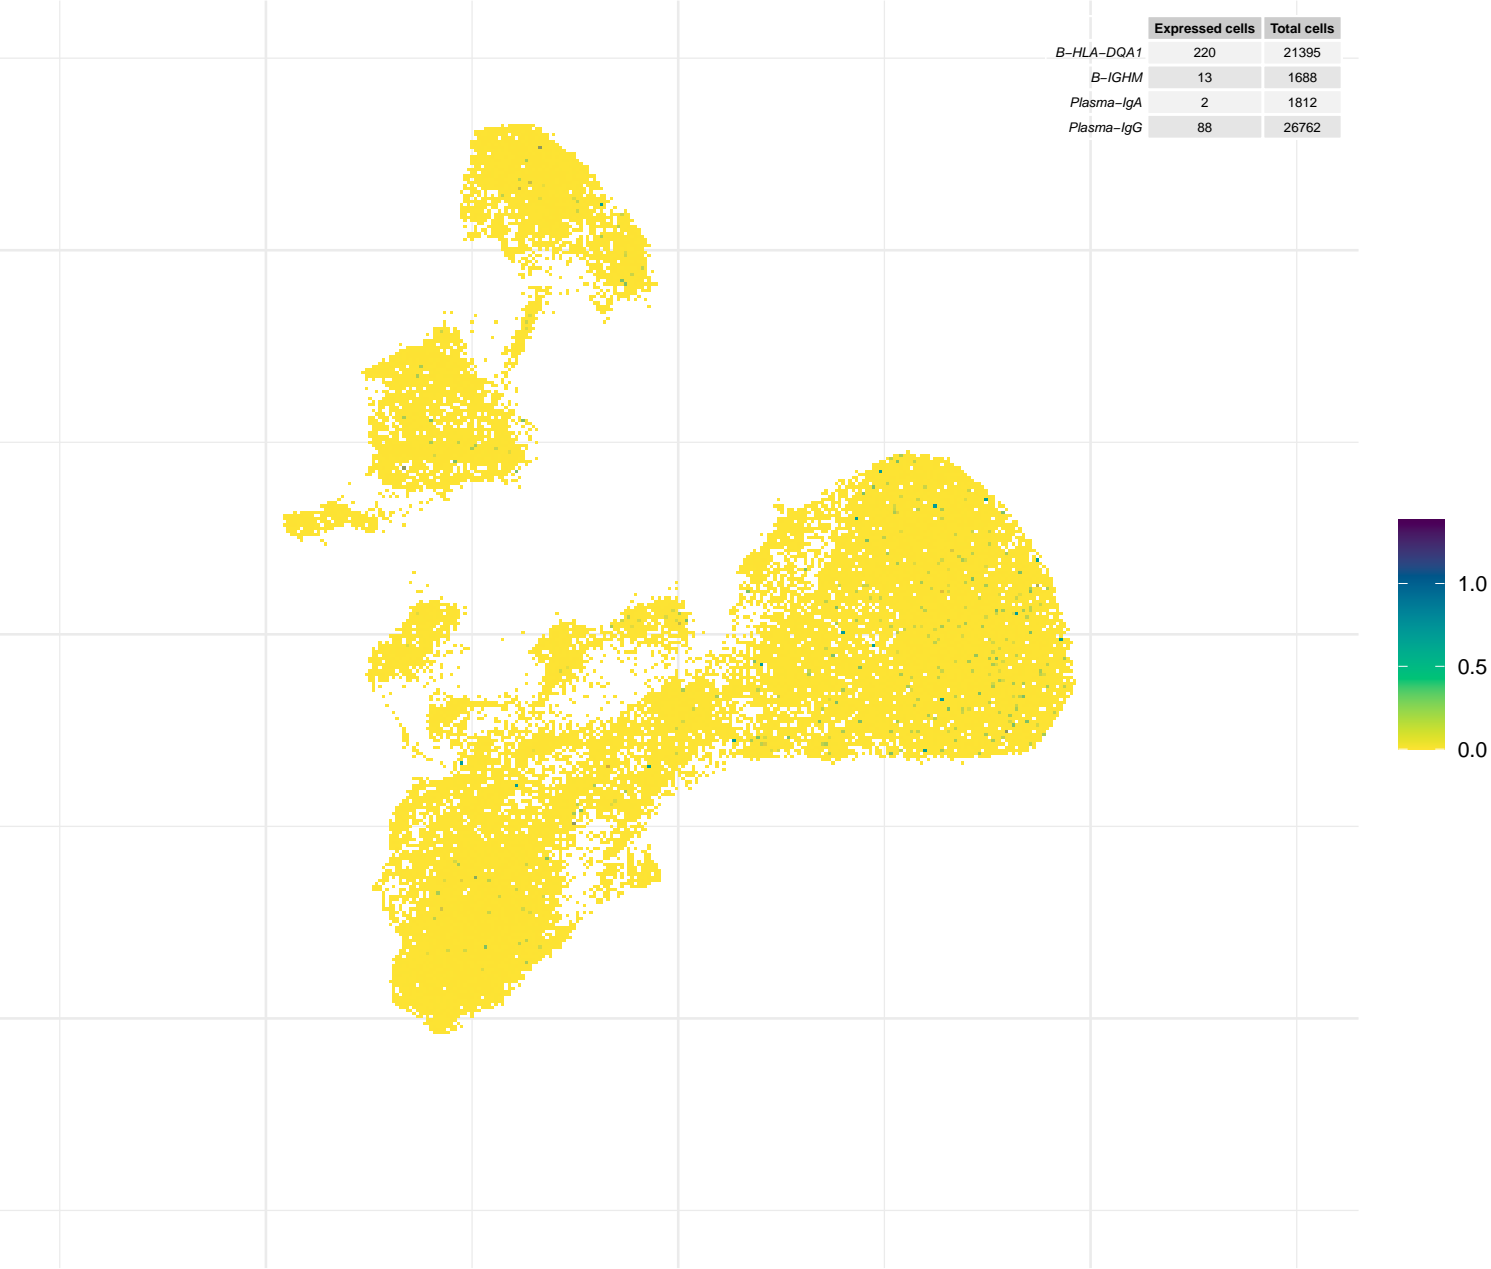 Expressed cells Total cells
B−HLA−DQA1 220 21395
B−IGHM 13 1688
Plasma−IgA 2 1812
Plasma−IgG 88 26762
1.0
0.5
0.0